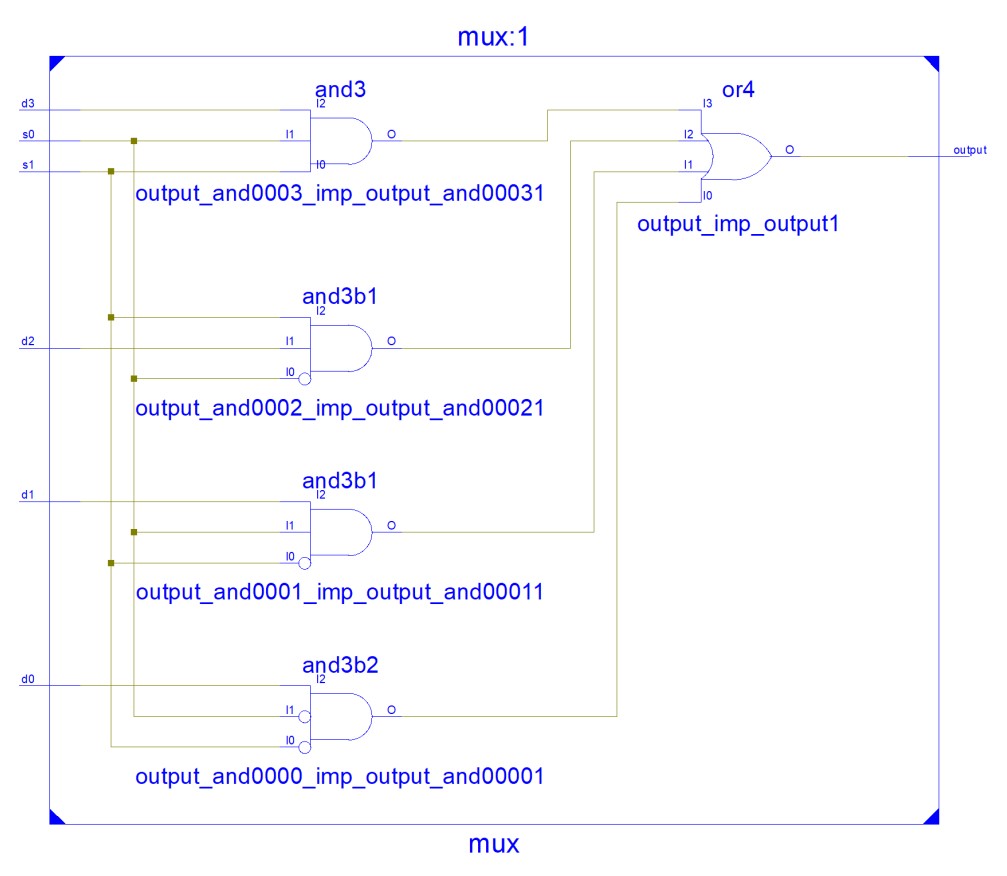 mux:1
and3
or4
d3
I2
I3
s0
I1
O
I2
O
output
s1
I0
I1
output_and0003_imp_output_and00031
I0
output_imp_output1
and3b1
I2
d2
I1
O
I0
output_and0002_imp_output_and00021
and3b1
d1
I2
I1
O
I0
output_and0001_imp_output_and00011
and3b2
d0
I2
I1
O
I0
output_and0000_imp_output_and00001
mux